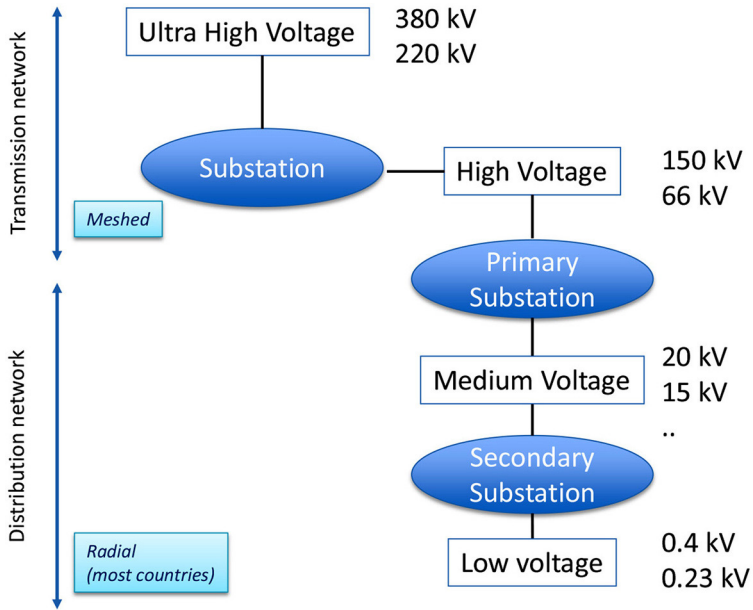 Transmission network
Ultra High Voltage
380 kV
220 kV
Substation
High Voltage
150 kV
66 kV
Meshed
Primary
Substation
Distribution network
Medium Voltage
20 kV
15 kV
..
Secondary
Substation
Radial
(most countries)
Low voltage
0.4 kV
0.23 kV